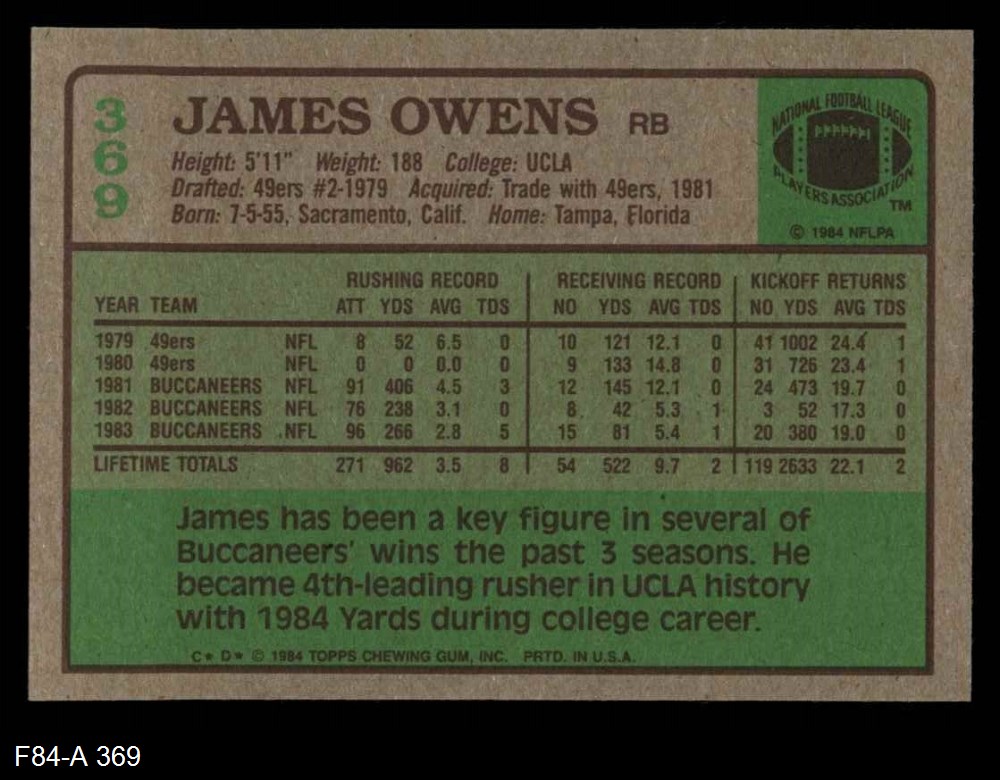 369
JAMES OWENS RB
Height: 5'11" Weight: 188 College: UCLA
Drafted: 49ers #2-1979 Acquired: Trade with 49ers, 1981
Born: 7-5-55, Sacramento, Calif. Home: Tampa, Florida
NATIONAL FOOTBALL LEAGUE
PLAYERS ASSOCIATION
TM
© 1984 NFLPA
RUSHING RECORD RECEIVING RECORD KICKOFF RETURNS
YEAR TEAM ATT YDS AVG TDS NO YDS AVG TDS NO YDS AVG TDS
1979 49ers NFL 8 52 6.5 0 10 121 12.1 0 41 1002 24.4 1
1980 49ers NFL 0 0 0.0 0 9 133 14.8 0 31 726 23.4 1
1981 BUCCANEERS NFL 91 406 4.5 3 12 145 12.1 0 24 473 19.7 0
1982 BUCCANEERS NFL 76 238 3.1 0 8 42 5.3 1 3 52 17.3 0
1983 BUCCANEERS NFL 96 266 2.8 5 15 81 5.4 1 20 380 19.0 0
LIFETIME TOTALS 271 962 3.5 8 54 522 9.7 2 119 2633 22.1 2
James has been a key figure in several of
Buccaneers' wins the past 3 seasons. He
became 4th-leading rusher in UCLA history
with 1984 Yards during college career.
C* D* © 1984 TOPPS CHEWING GUM, INC. PRTD. IN U.S.A.
F84-A 369